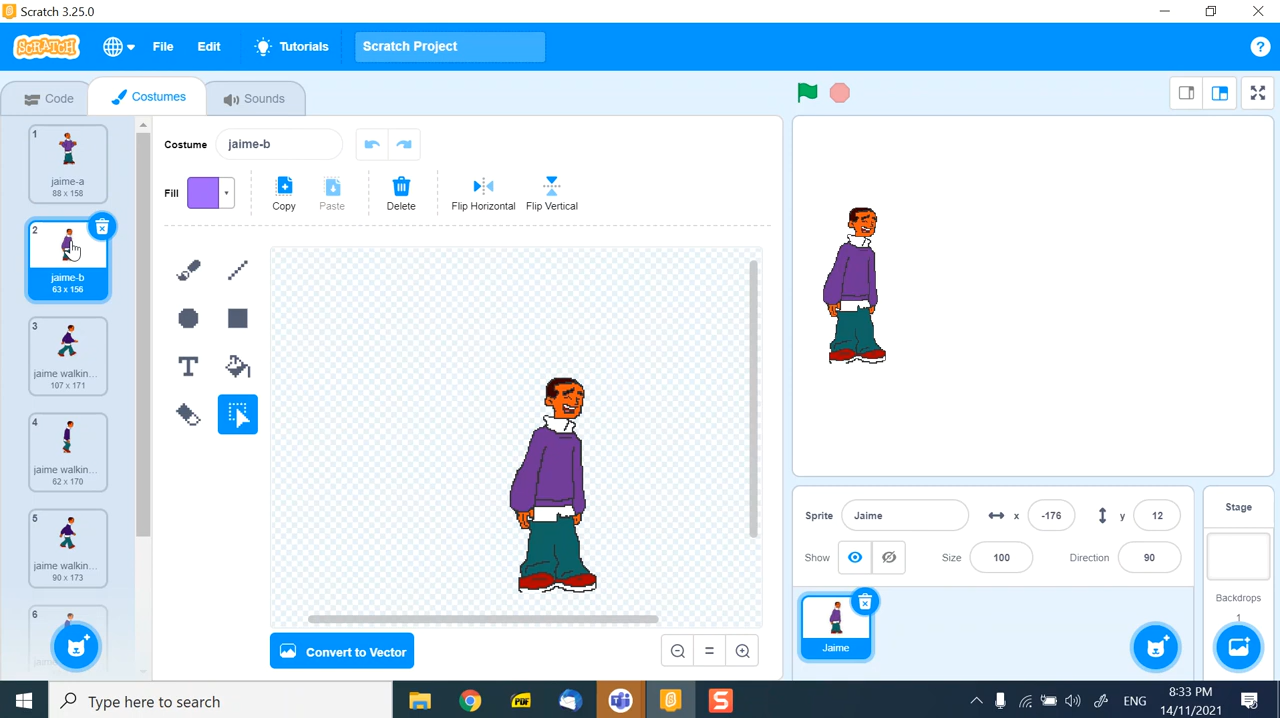 Scratch 3.25.0
SCRATCH
File
Edit
Tutorials
Scratch Project
Code
Costumes
Sounds
1
jaime-a
88 x 158
2
jaime-b
63 x 156
3
jaime walkin...
107 x 171
4
jaime walkin...
62 x 170
5
jaime walkin...
90 x 173
6
Costume
jaime-b
Fill
Copy
Paste
Delete
Flip Horizontal
Flip Vertical
T
Convert to Vector
Sprite
Jaime
x
-176
y
12
Show
Size
100
Direction
90
Jaime
Stage
Backdrops
1
Type here to search
PDF
S
ENG
8:33 PM
14/11/2021